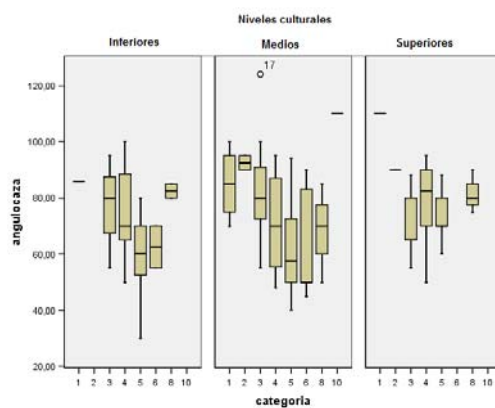 Niveles culturales
Inferiores Medios Superiores
17
120,00
100,00
80,00
60,00
40,00
20,00
angulocaza
1 2 3 4 5 6 8 10 1 2 3 4 5 6 8 10 1 2 3 4 5 6 8 10
categoria